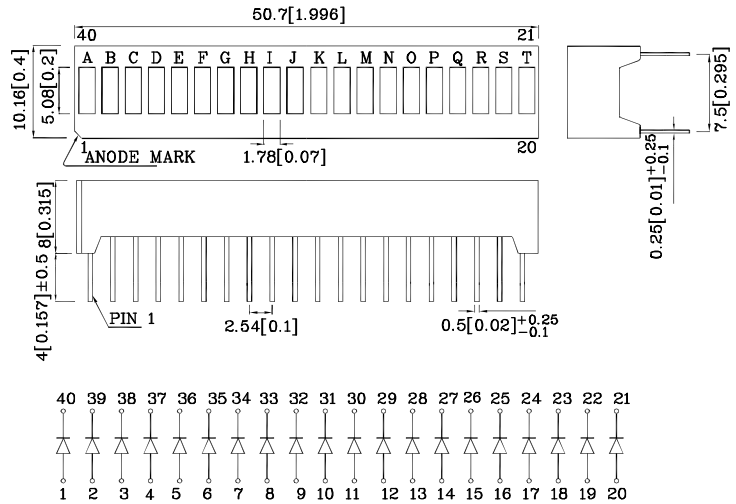 50.7[1.996]
40 21
A B C D E F G H I J K L M N O P Q R S T
10.16[0.4]
5.08[0.2]
7.5[0.295]
1 20
ANODE MARK
1.78[0.07]
0.25[0.01]+0.25 -0.1
8[0.315]
4[0.157]±0.5
PIN 1
2.54[0.1]
0.5[0.02]+0.25 -0.1
40 39 38 37 36 35 34 33 32 31 30 29 28 27 26 25 24 23 22 21
1 2 3 4 5 6 7 8 9 10 11 12 13 14 15 16 17 18 19 20